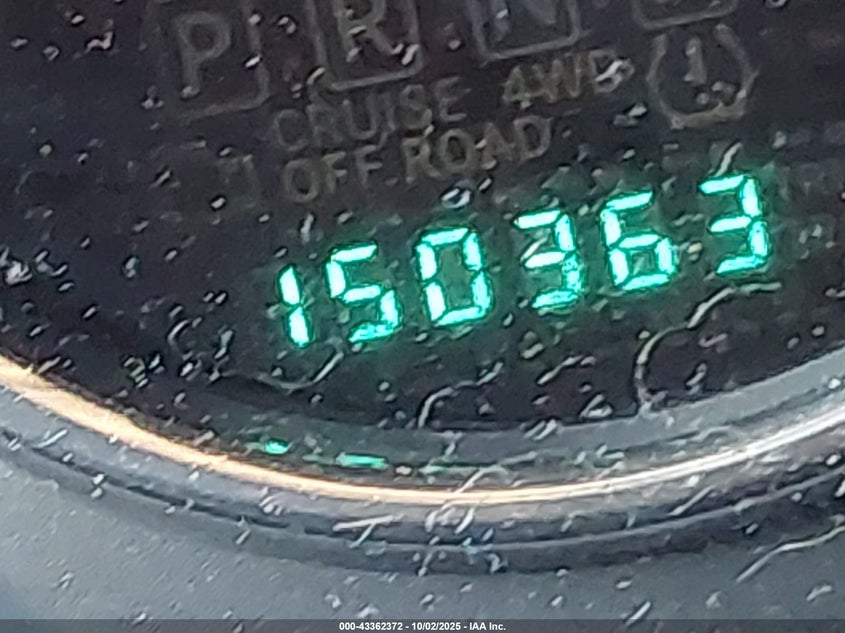 P R N D
CRUISE 4WD
OFF ROAD
150363
000-43362372 - 10/02/2025 - IAA Inc.